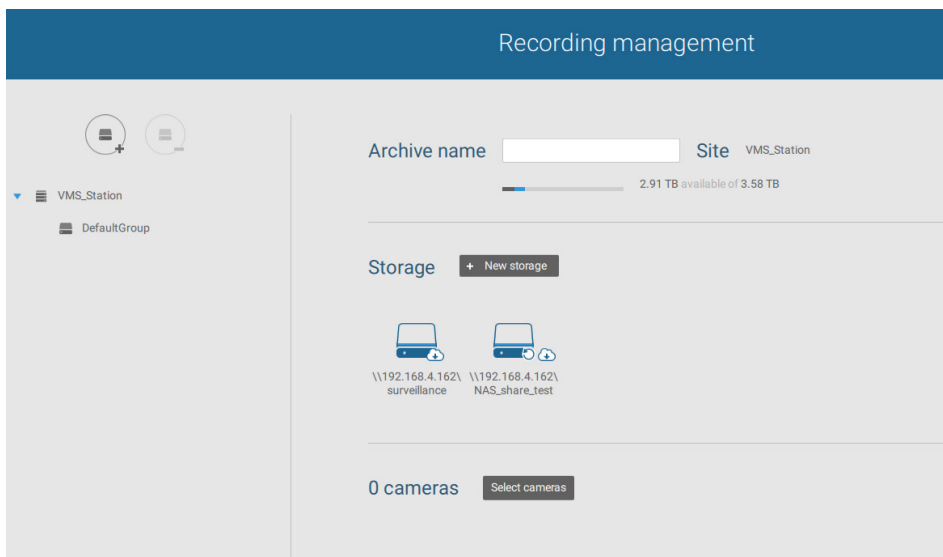 Recording management
VMS_Station
DefaultGroup
Archive name
Site VMS_Station
2.91 TB available of 3.58 TB
Storage + New storage
\\192.168.4.162\
surveillance
\\192.168.4.162\
NAS_share_test
0 cameras Select cameras